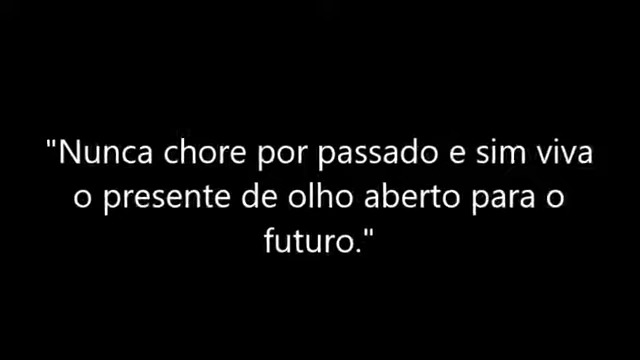 "Nunca chore por passado e sim viva
o presente de olho aberto para o
futuro."